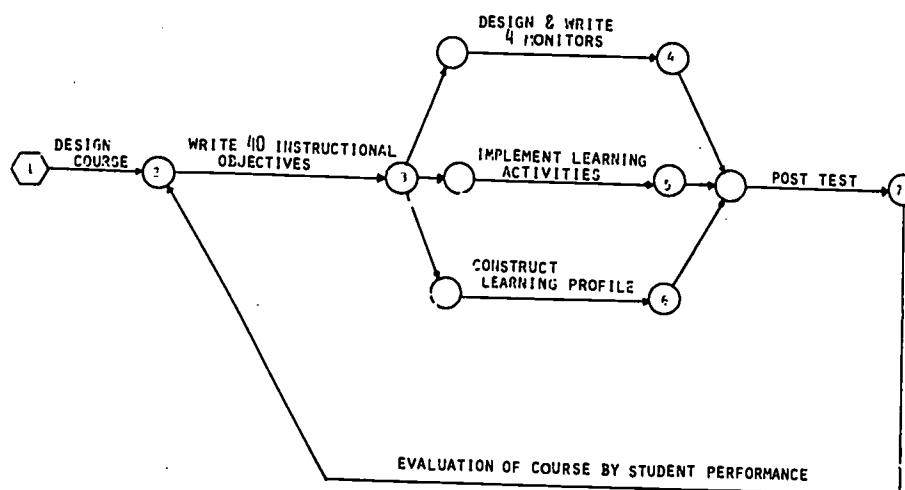 DESIGN & WRITE
4 MONITORS
4
DESIGN
COURSE
WRITE 40 INSTRUCTIONAL
OBJECTIVES
IMPLEMENT LEARNING
ACTIVITIES
1
2
3
5
POST TEST
7
CONSTRUCT
LEARNING PROFILE
6
EVALUATION OF COURSE BY STUDENT PERFORMANCE